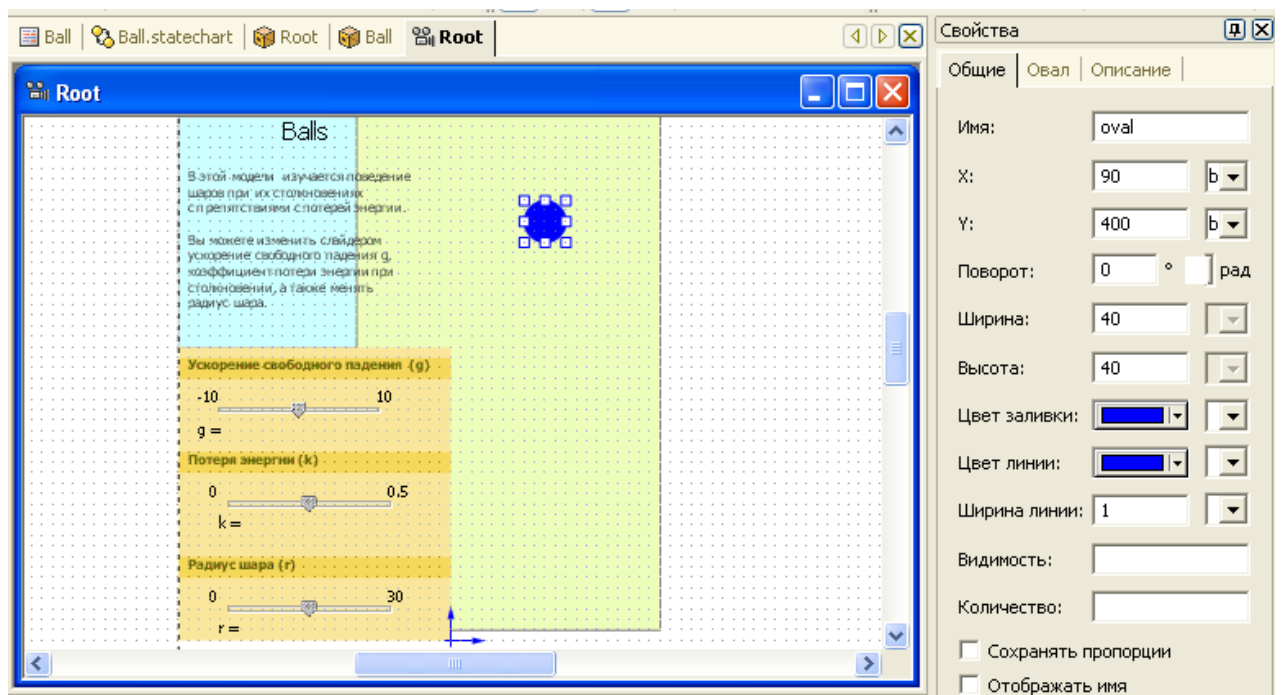 Ball Ball.statechart Root Ball Root
Root
Balls
В этой модели изучается поведение
шаров при их столкновениях
с препятствиями с потерей энергии.
Вы можете изменить слайдером
ускорение свободного падения g,
коэффициент потери энергии при
столкновении, а также менять
радиус шара.
Ускорение свободного падения (g)
-10 10
g =
Потеря энергии (k)
0 0.5
k =
Радиус шара (r)
0 30
r =
Свойства
Общие Овал Описание
Имя: oval
X: 90 b
Y: 400 b
Поворот: 0 ° рад
Ширина: 40
Высота: 40
Цвет заливки:
Цвет линии:
Ширина линии: 1
Видимость:
Количество:
Сохранять пропорции
Отображать имя